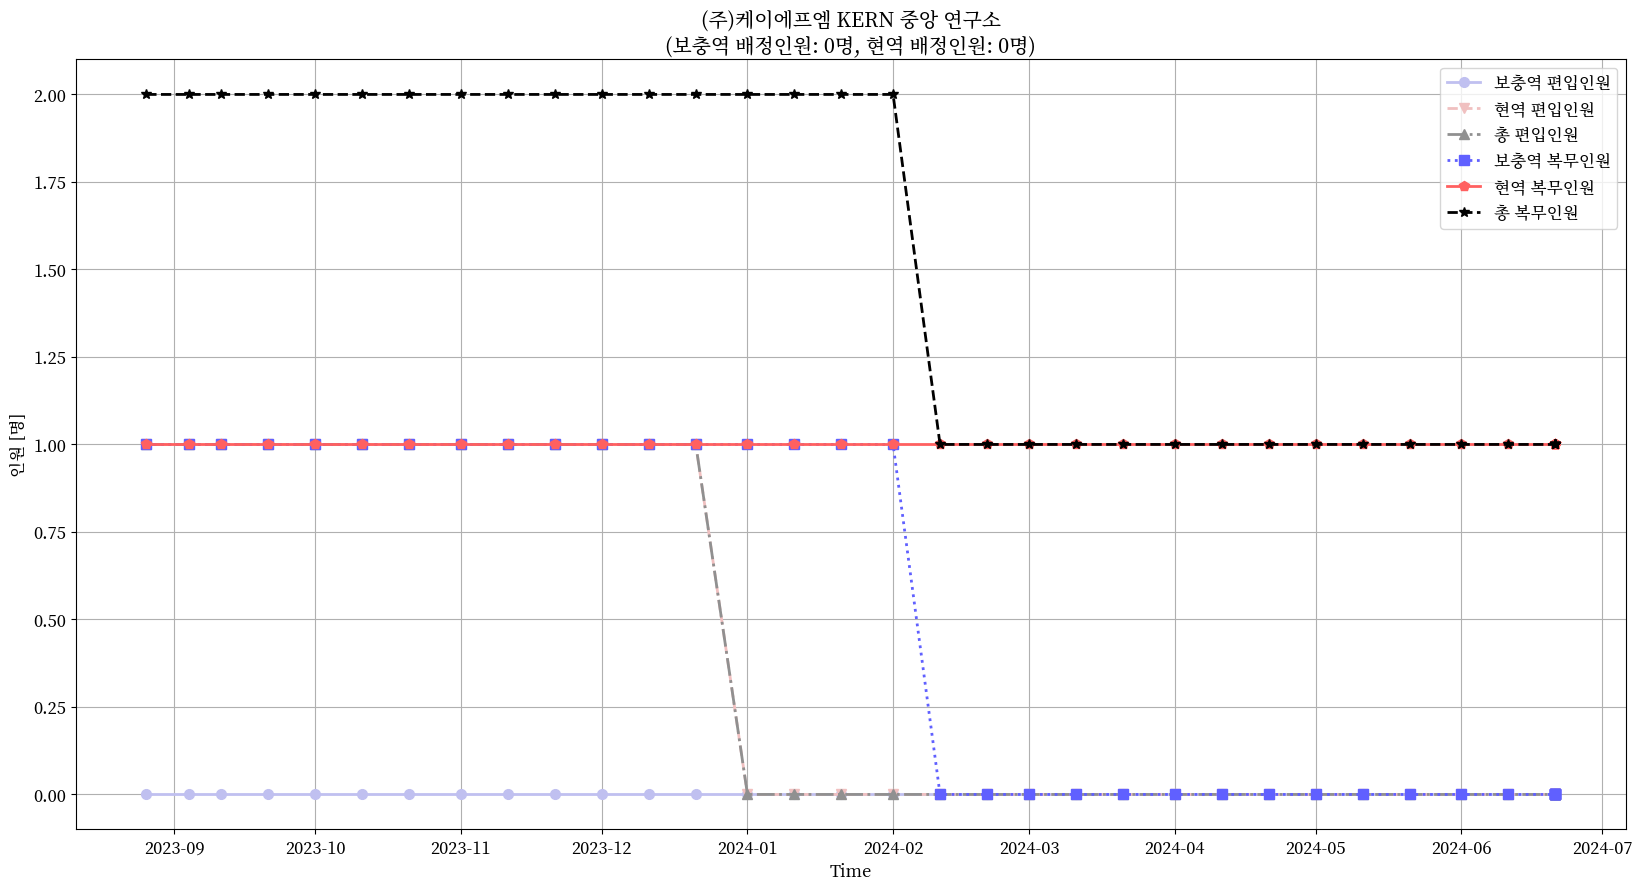 (주)케이에프엠 KERN 중앙 연구소
(보충역 배정인원: 0명, 현역 배정인원: 0명)
보충역 편입인원
현역 편입인원
총 편입인원
보충역 복무인원
현역 복무인원
총 복무인원
인원 [명]
2.00
1.75
1.50
1.25
1.00
0.75
0.50
0.25
0.00
2023-09 2023-10 2023-11 2023-12 2024-01 2024-02 2024-03 2024-04 2024-05 2024-06 2024-07
Time